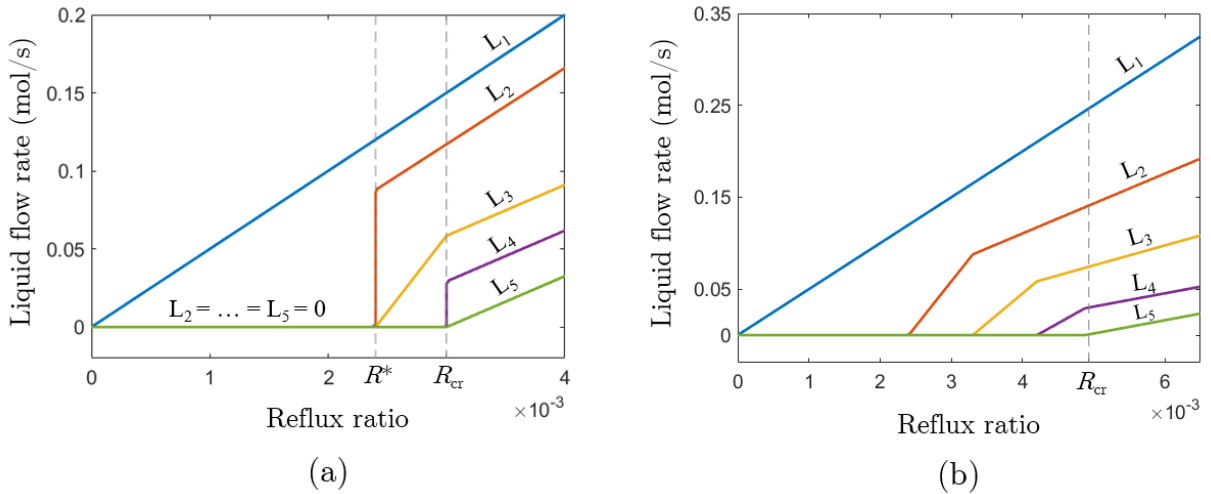 Liquid flow rate (mol/s)
0.2
0.15
0.1
0.05
0
L1
L2
L3
L4
L5
L2 = ... = L5 = 0
0 1 2 R* Rcr 4
×10-3
Reflux ratio
(a)
Liquid flow rate (mol/s)
0.35
0.25
0.15
0.05
0
L1
L2
L3
L4
L5
0 1 2 3 4 Rcr 6
×10-3
Reflux ratio
(b)